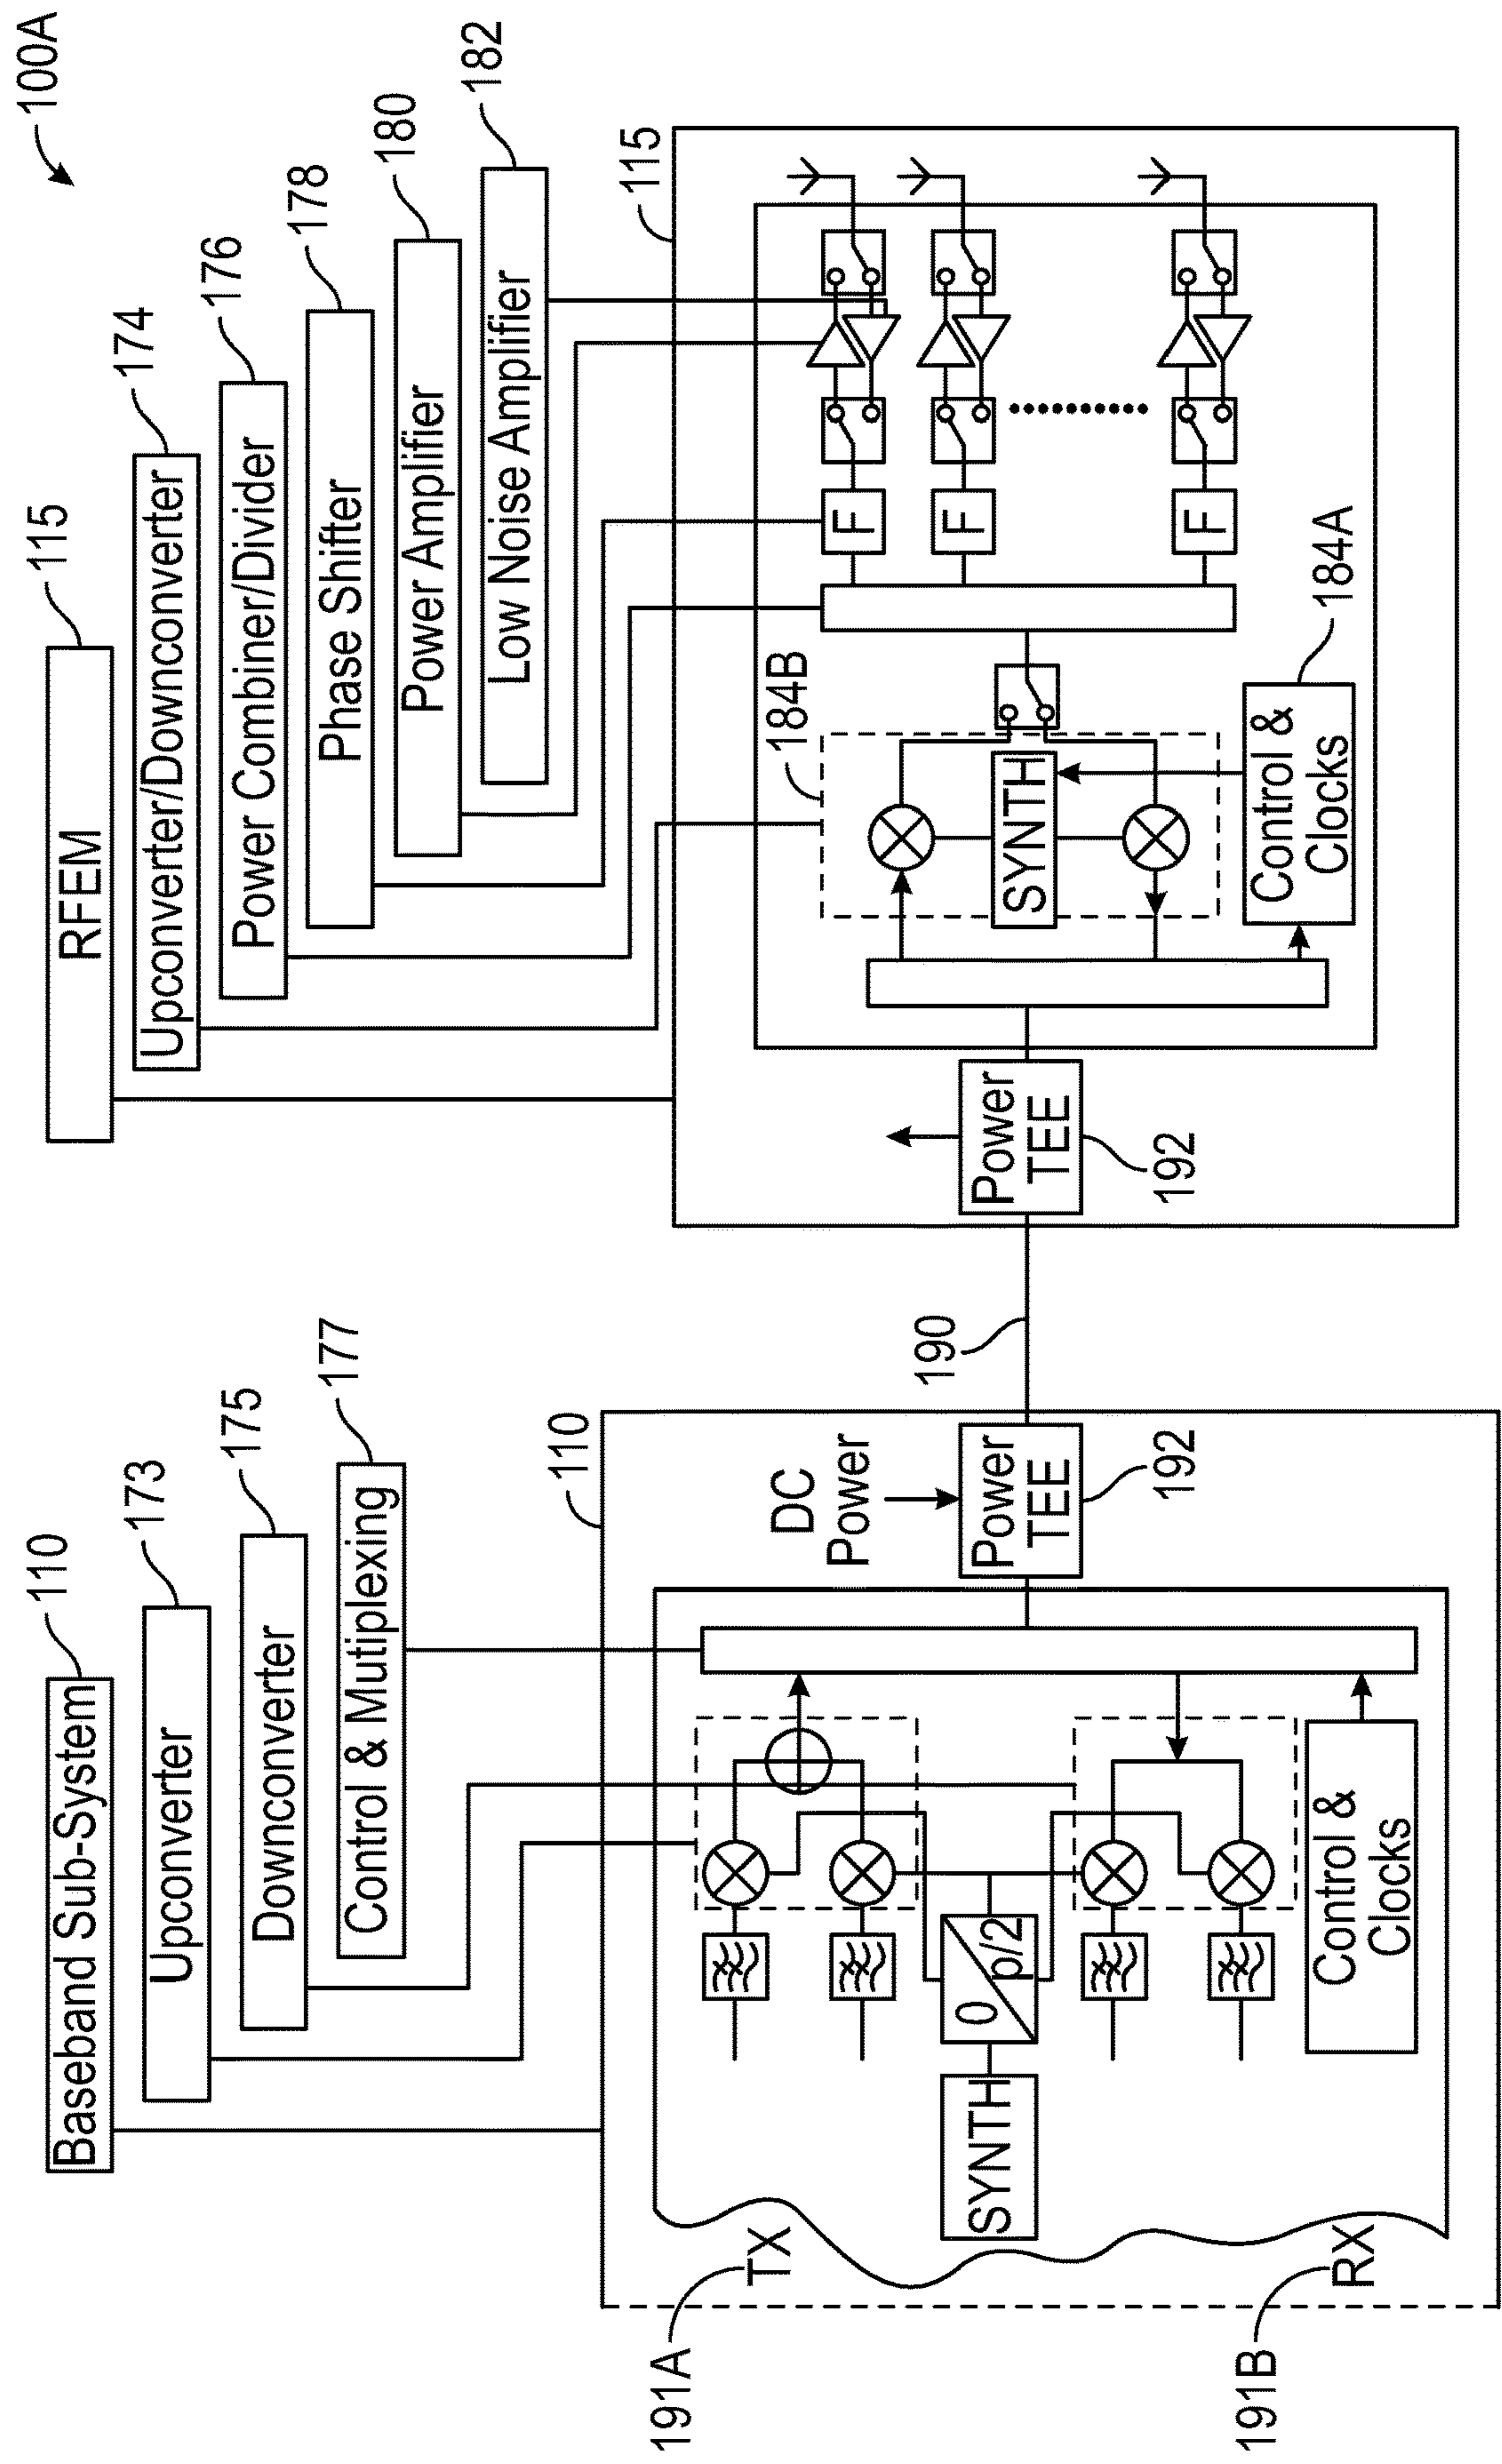 100A
Baseband Sub-System
110
Upconverter
173
Downconverter
175
Control & Mutiplexing
177
RFEM
115
Upconverter/Downconverter
174
Power Combiner/Divider
176
Phase Shifter
178
Power Amplifier
180
Low Noise Amplifier
182
110
191A
TX
SYNTH
0
p/2
DC
Power
Power
TEE
192
190
191B
RX
Control &
Clocks
115
Power
TEE
192
184B
SYNTH
F
F
F
Control &
Clocks
184A